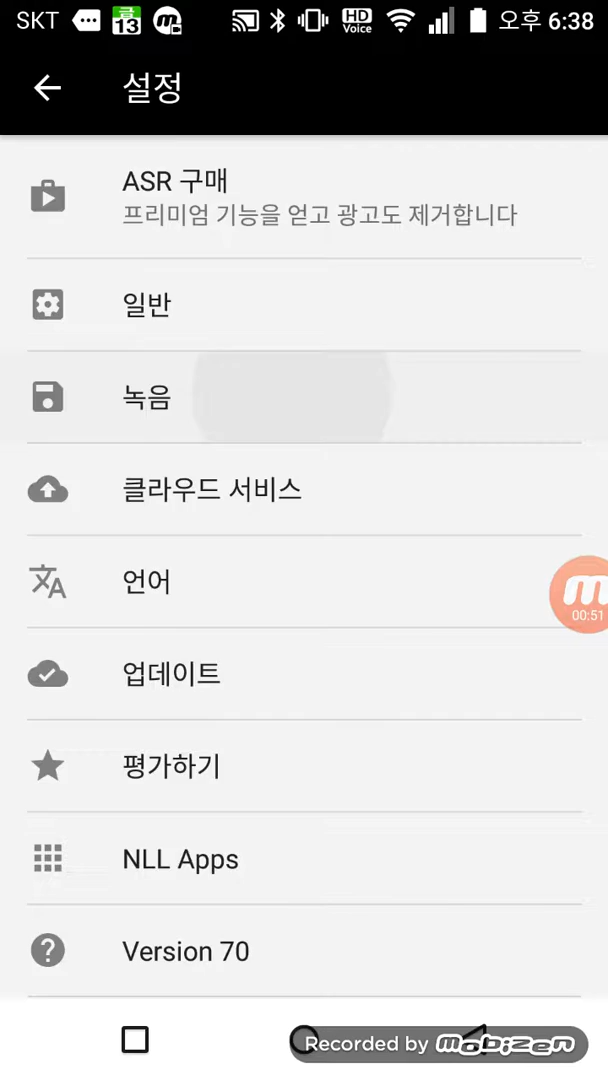 SKT
금
13
HD
Voice
오후 6:38
설정
ASR 구매
프리미엄 기능을 얻고 광고도 제거합니다
일반
녹음
클라우드 서비스
언어
00:51
업데이트
평가하기
NLL Apps
Version 70
Recorded by mobizen